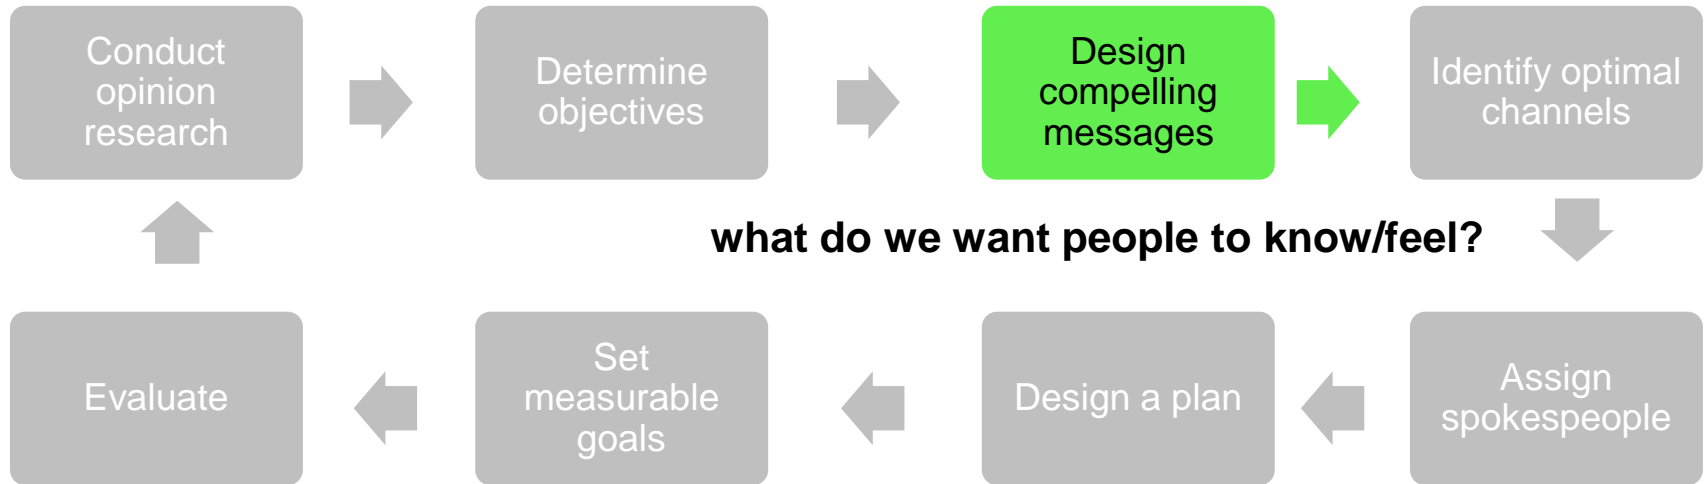 Conduct
opinion
research
Determine
objectives
Design
compelling
messages
Identify optimal
channels
what do we want people to know/feel?
Evaluate
Set
measurable
goals
Design a plan
Assign
spokespeople